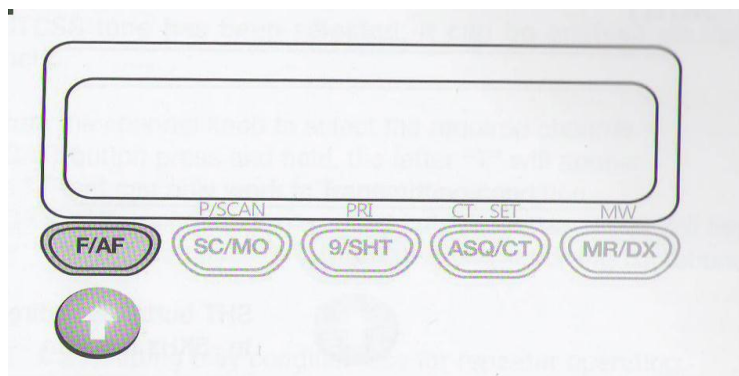 P/SCAN PRI CT . SET MW
F/AF SC/MO 9/SHT ASQ/CT MR/DX